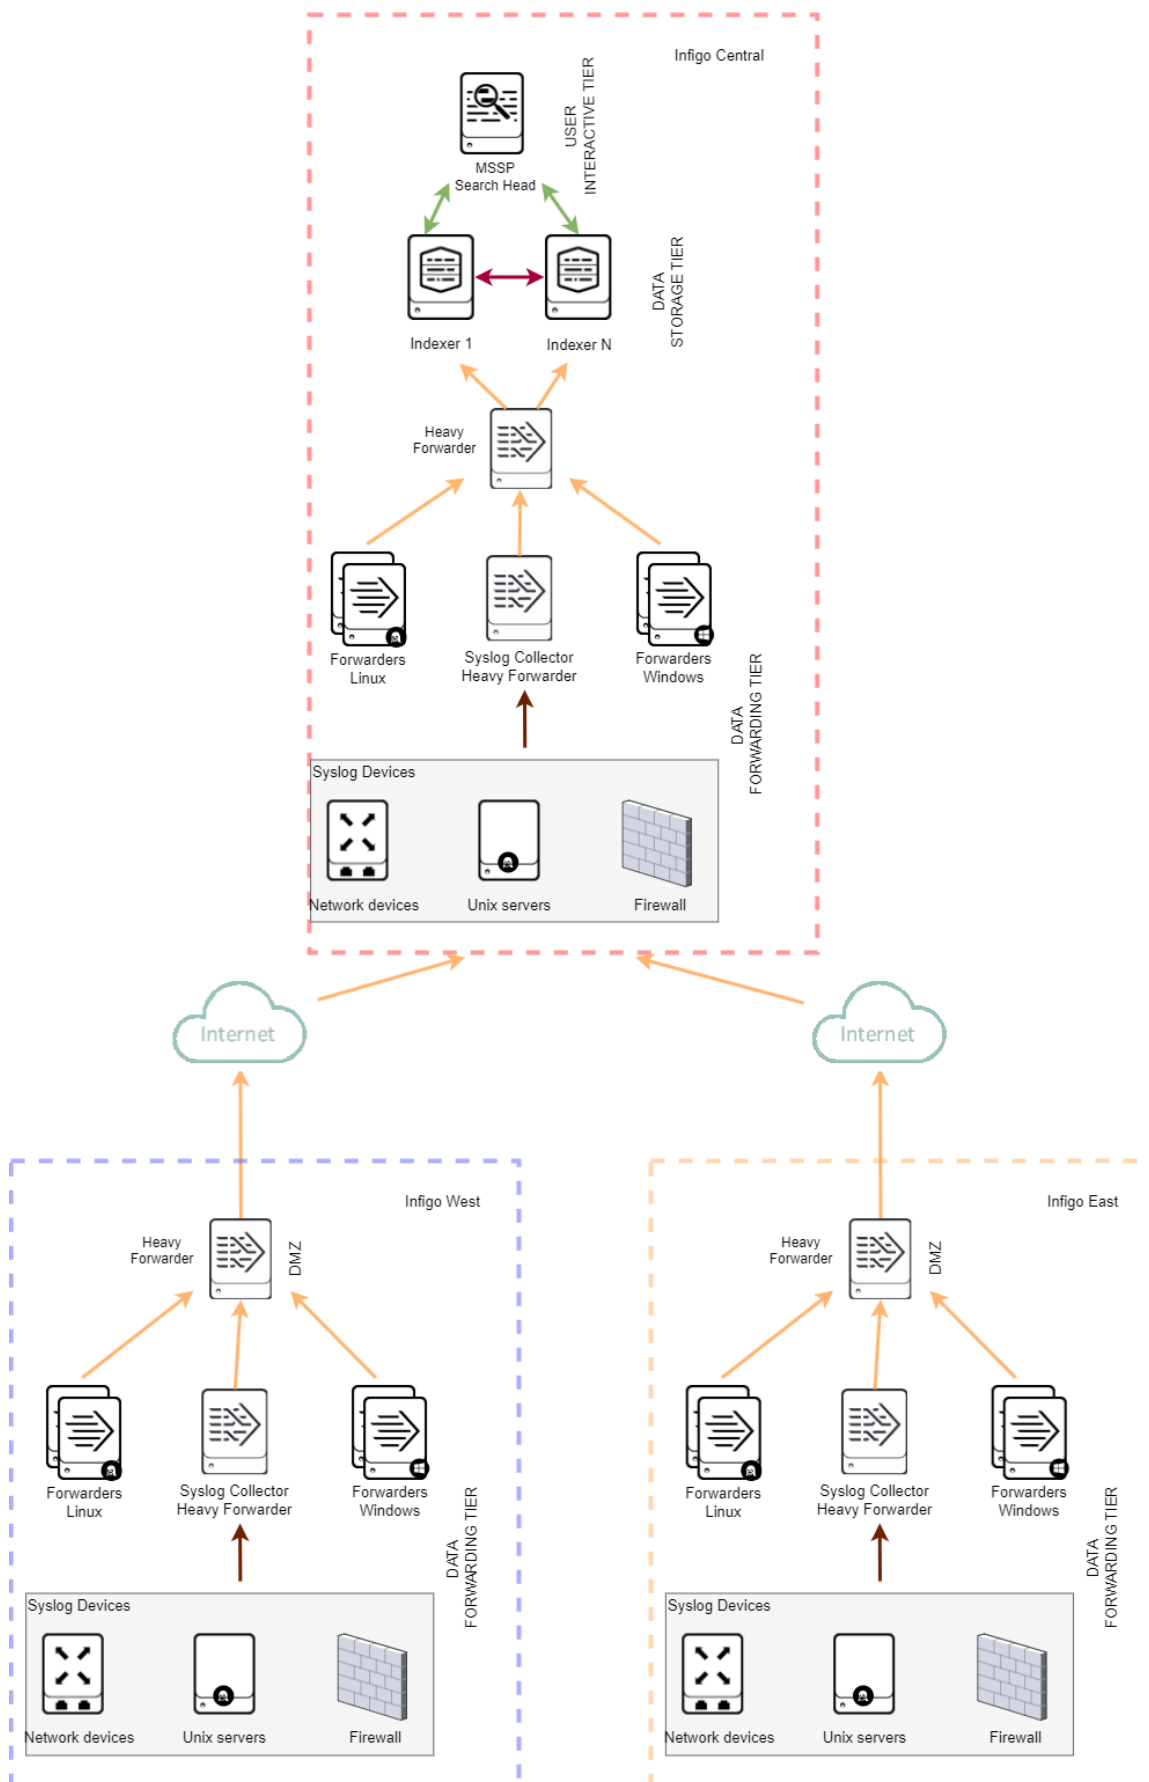 Infigo Central
USER
INTERACTIVE TIER
MSSP
Search Head
DATA
STORAGE TIER
Indexer 1
Indexer N
Heavy
Forwarder
Forwarders
Linux
Syslog Collector
Heavy Forwarder
Forwarders
Windows
DATA
FORWARDING TIER
Syslog Devices
Network devices
Unix servers
Firewall
Internet
Internet
Infigo West
Heavy
Forwarder
DMZ
Forwarders
Linux
Syslog Collector
Heavy Forwarder
Forwarders
Windows
DATA
FORWARDING TIER
Syslog Devices
Network devices
Unix servers
Firewall
Infigo East
Heavy
Forwarder
DMZ
Forwarders
Linux
Syslog Collector
Heavy Forwarder
Forwarders
Windows
DATA
FORWARDING TIER
Syslog Devices
Network devices
Unix servers
Firewall